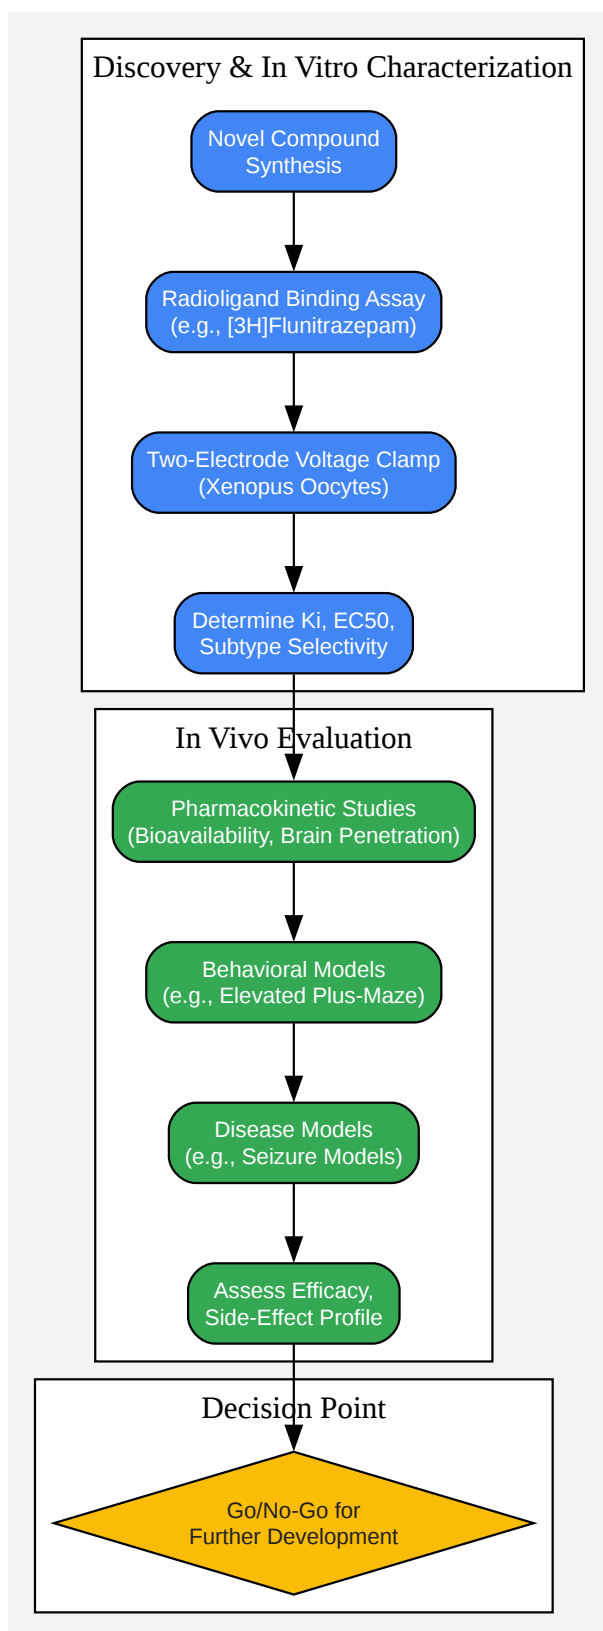 Discovery & In Vitro Characterization
Novel Compound
Synthesis
Radioligand Binding Assay
(e.g., [3H]Flunitrazepam)
Two-Electrode Voltage Clamp
(Xenopus Oocytes)
Determine Ki, EC50,
Subtype Selectivity
In Vivo Evaluation
Pharmacokinetic Studies
(Bioavailability, Brain Penetration)
Behavioral Models
(e.g., Elevated Plus-Maze)
Disease Models
(e.g., Seizure Models)
Assess Efficacy,
Side-Effect Profile
Decision Point
Go/No-Go for
Further Development